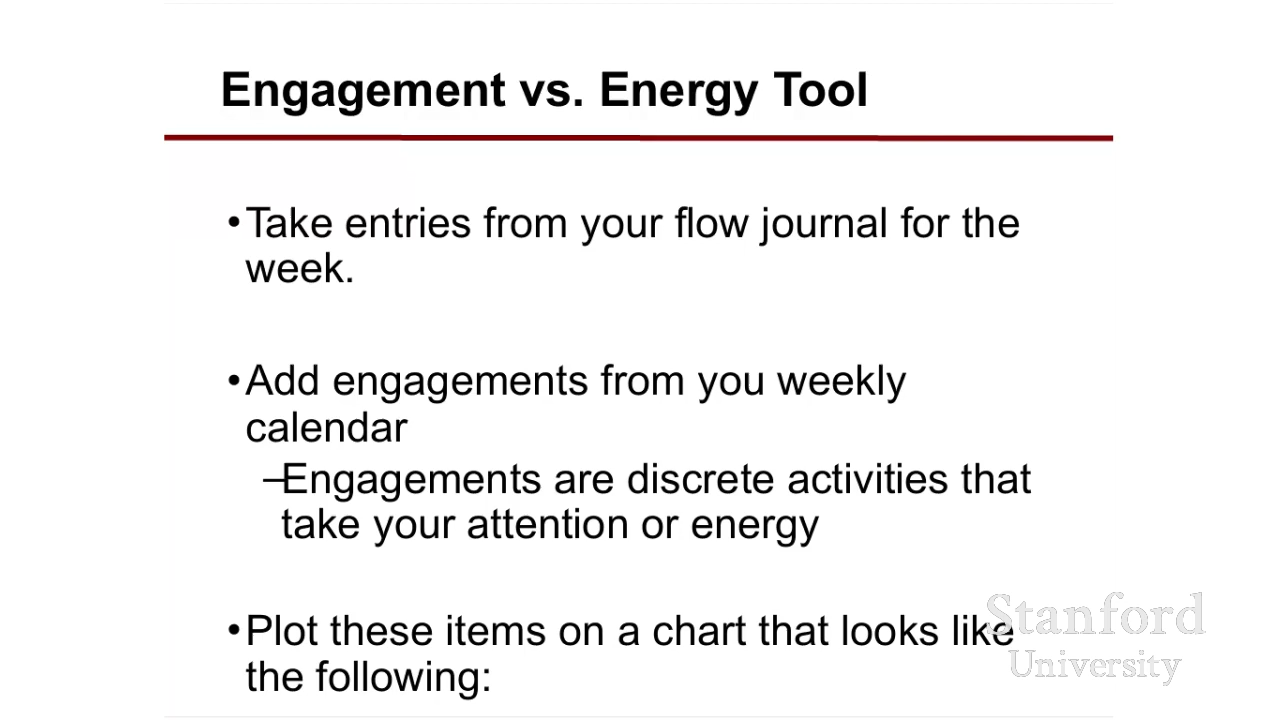 Engagement vs. Energy Tool
•Take entries from your flow journal for the
week.
•Add engagements from you weekly
calendar
–Engagements are discrete activities that
take your attention or energy
•Plot these items on a chart that looks like
the following:
Stanford
University